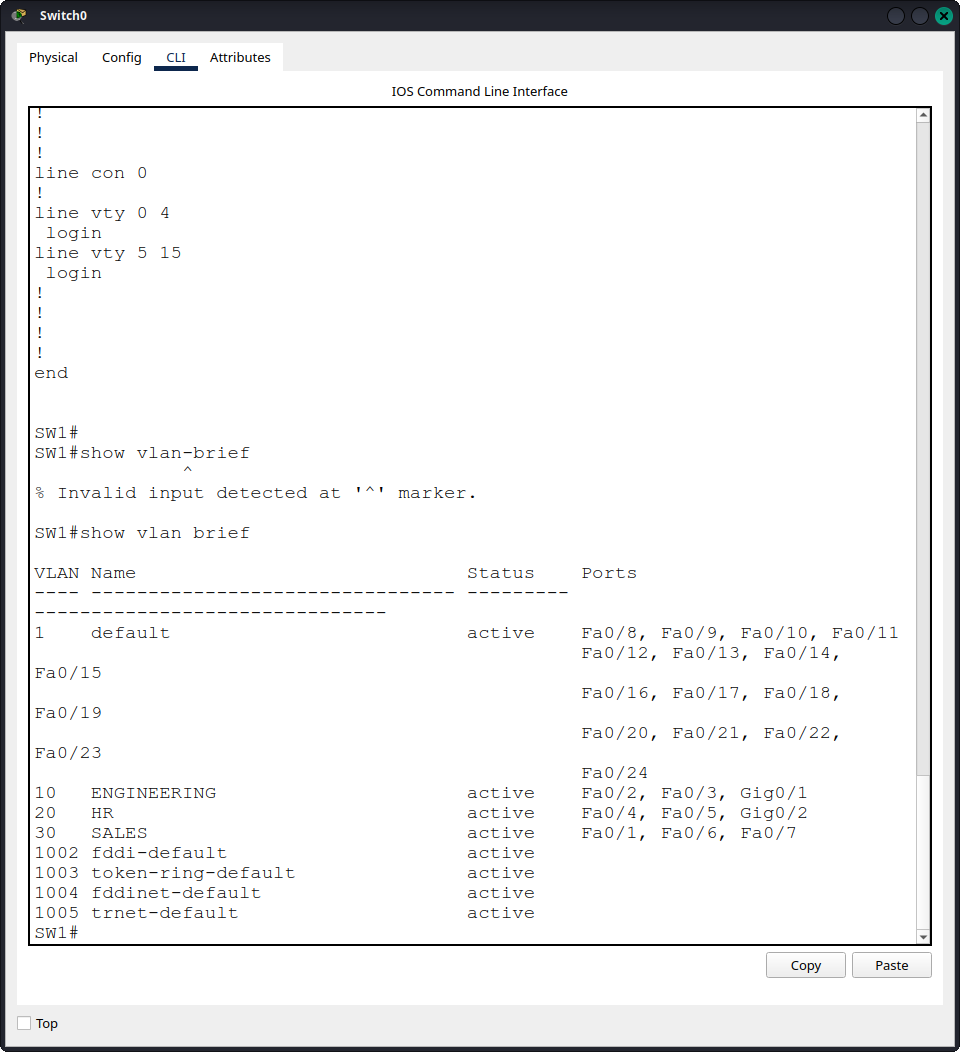 Switch0
Physical Config CLI Attributes
IOS Command Line Interface
!
!
!
line con 0
!
line vty 0 4
 login
line vty 5 15
 login
!
!
!
!
end
SW1#
SW1#show vlan-brief
^
% Invalid input detected at '^' marker.
SW1#show vlan brief
VLAN Name Status Ports
---- -------------------------------- ---------
-------------------------------
1 default active Fa0/8, Fa0/9, Fa0/10, Fa0/11
Fa0/12, Fa0/13, Fa0/14,
Fa0/15
Fa0/16, Fa0/17, Fa0/18,
Fa0/19
Fa0/20, Fa0/21, Fa0/22,
Fa0/23
Fa0/24
10 ENGINEERING active Fa0/2, Fa0/3, Gig0/1
20 HR active Fa0/4, Fa0/5, Gig0/2
30 SALES active Fa0/1, Fa0/6, Fa0/7
1002 fddi-default active
1003 token-ring-default active
1004 fddinet-default active
1005 trnet-default active
SW1#
Copy Paste
Top